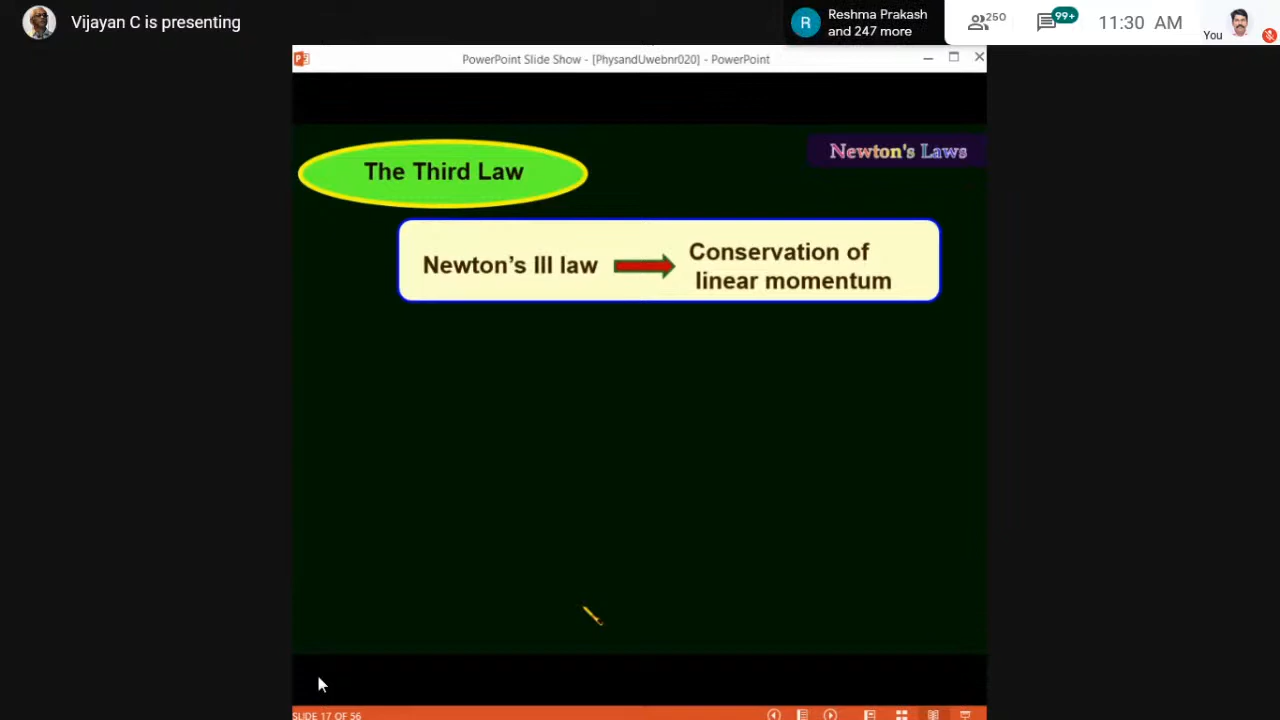 Vijayan C is presenting
R
Reshma Prakash
and 247 more
250
99+
11:30 AM
You
PowerPoint Slide Show - [PhysandUwebnr020] - PowerPoint
Newton's Laws
The Third Law
Newton’s III law
Conservation of
linear momentum
SLIDE 17 OF 56